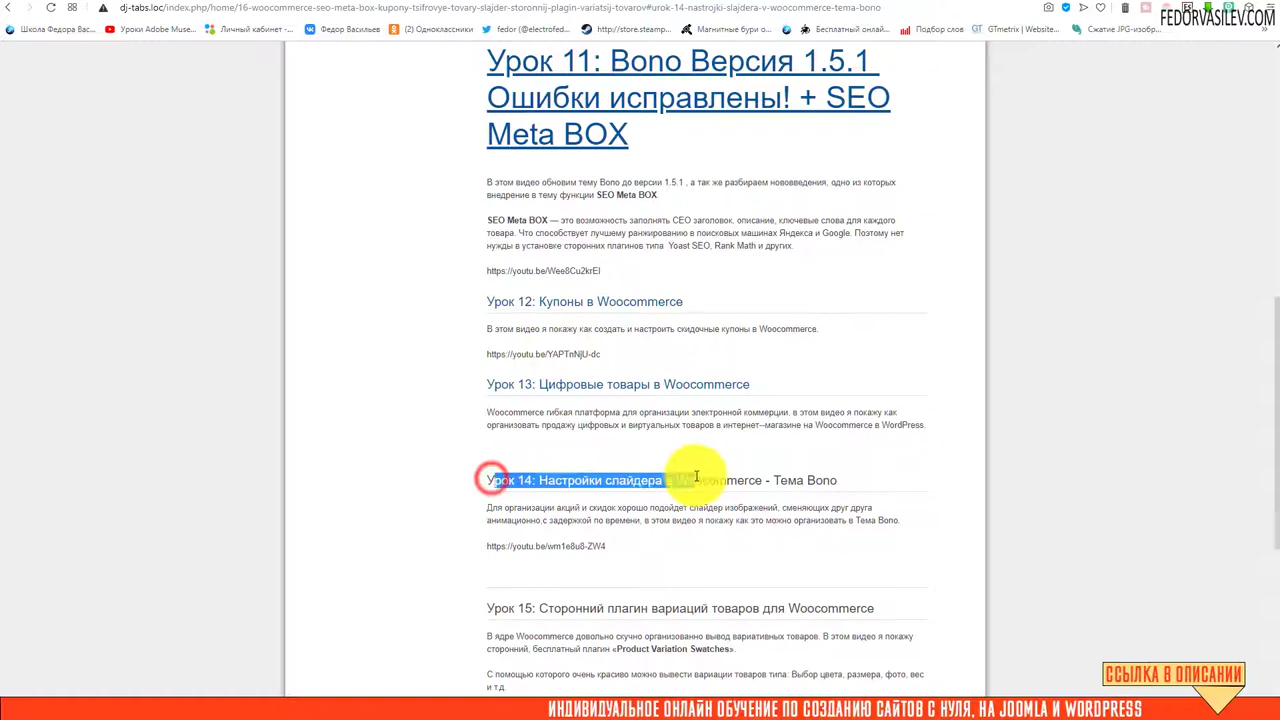 dj-tabs.loc/index.php/home/16-woocommerce-seo-meta-box-kupony-tsifrovye-tovary-slajder-storonnij-plagin-variatsij-tovarov#urok-14-nastrojki-slajdera-v-woocommerce-tema-bono
FEDORVASILEV.COM
Школа Федора Вас...
Уроки Adobe Muse...
Личный кабинет -...
Федор Васильев
(2) Одноклассники
fedor (@electrofed...
http://store.steamp...
Магнитные бури о...
Бесплатный онлай...
Подбор слов
GTmetrix | Website...
Сжатие JPG-изобр...
Урок 11: Bono Версия 1.5.1
Ошибки исправлены! + SEO
Meta BOX
В этом видео обновим тему Bono до версии 1.5.1 , а так же разбираем нововведения, одно из которых
внедрение в тему функции SEO Meta BOX.
SEO Meta BOX — это возможность заполнять СЕО заголовок, описание, ключевые слова для каждого
товара. Что способствует лучшему ранжированию в поисковых машинах Яндекса и Google. Поэтому нет
нужды в установке сторонних плагинов типа Yoast SEO, Rank Math и других.
https://youtu.be/Wee8Cu2krEI
Урок 12: Купоны в Woocommerce
В этом видео я покажу как создать и настроить скидочные купоны в Woocommerce.
https://youtu.be/YAPTnNjU-dc
Урок 13: Цифровые товары в Woocommerce
Woocommerce гибкая платформа для организации электронной коммерции. в этом видео я покажу как
организовать продажу цифровых и виртуальных товаров в интернет--магазине на Woocommerce в WordPress.
Урок 14: Настройки слайдера в Woocommerce - Тема Bono
Для организации акций и скидок хорошо подойдет слайдер изображений, сменяющих друг друга
анимационно,с задержкой по времени, в этом видео я покажу как это можно организовать в Тема Bono.
https://youtu.be/wm1e8u8-ZW4
Урок 15: Сторонний плагин вариаций товаров для Woocommerce
В ядре Woocommerce довольно скучно организованно вывод вариативных товаров. В этом видео я покажу
сторонний, бесплатный плагин «Product Variation Swatches».
С помощью которого очень красиво можно вывести вариации товаров типа: Выбор цвета, размера, фото, вес
и т.д.
ССЫЛКА В ОПИСАНИИ
ИНДИВИДУАЛЬНОЕ ОНЛАЙН ОБУЧЕНИЕ ПО СОЗДАНИЮ САЙТОВ С НУЛЯ, НА JOOMLA И WORDPRESS